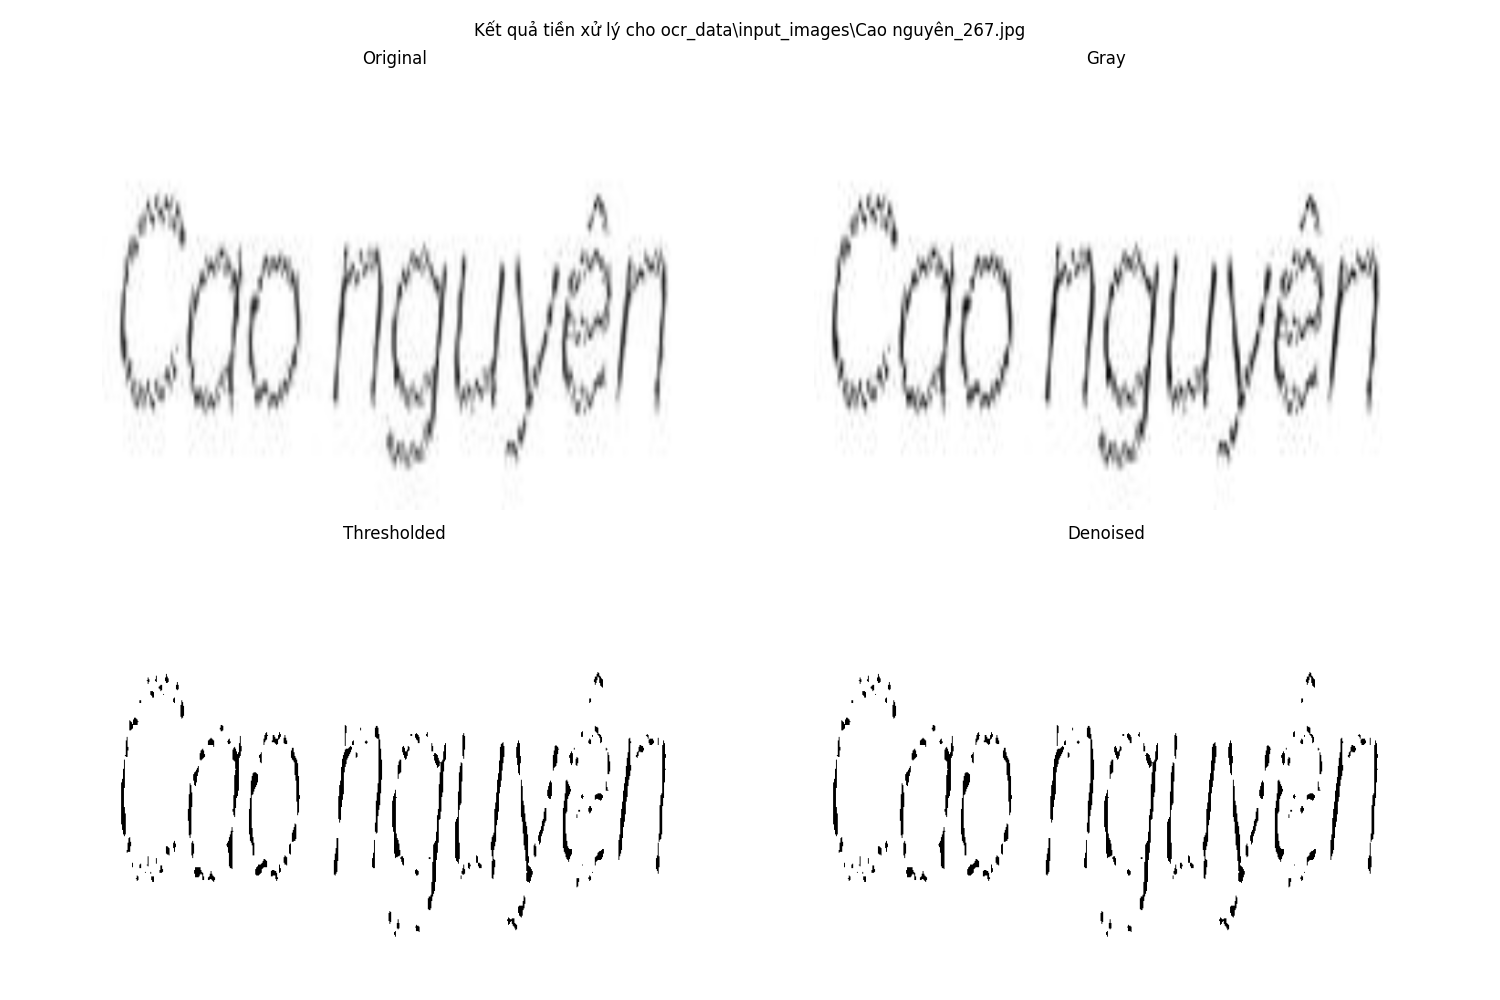 Kết quả tiền xử lý cho ocr_data\input_images\Cao nguyên_267.jpg
Original
Gray
Cao nguyên
Cao nguyên
Thresholded
Denoised
Cao nguyên
Cao nguyên